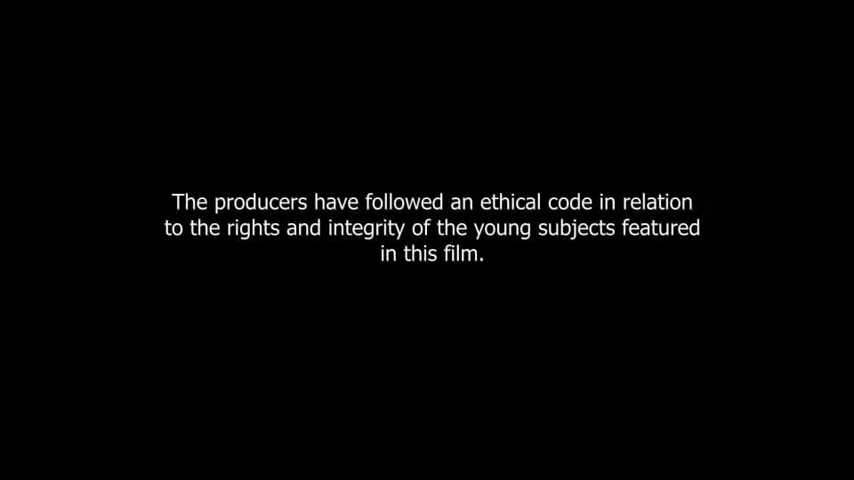 The producers have followed an ethical code in relation
to the rights and integrity of the young subjects featured
in this film.